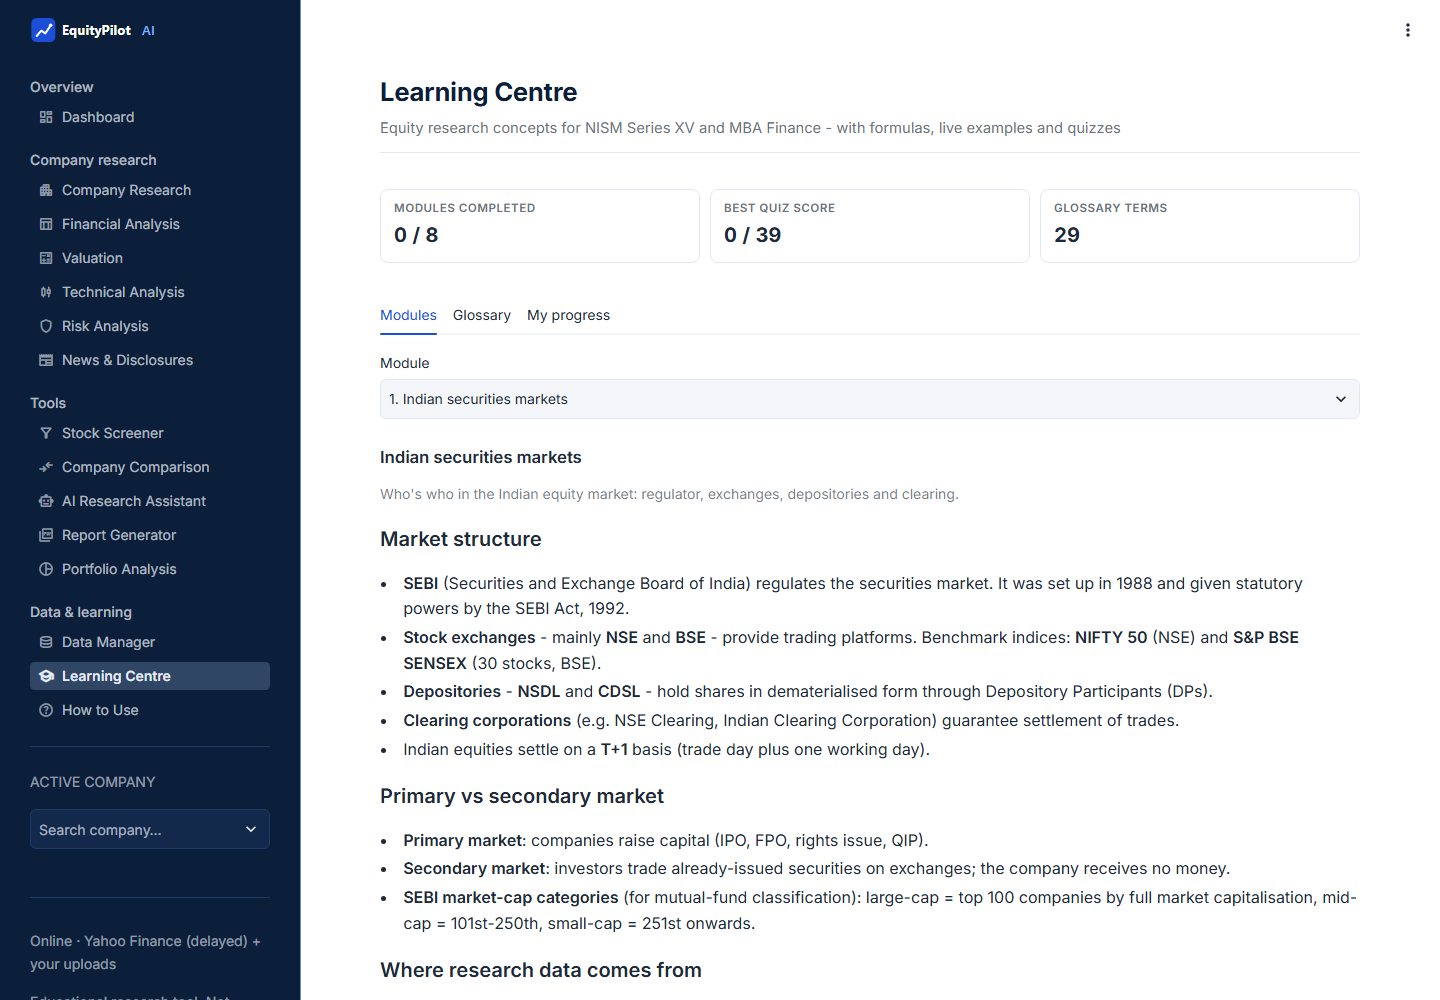 EquityPilot AI
Overview
Dashboard
Company research
Company Research
Financial Analysis
Valuation
Technical Analysis
Risk Analysis
News & Disclosures
Tools
Stock Screener
Company Comparison
AI Research Assistant
Report Generator
Portfolio Analysis
Data & learning
Data Manager
Learning Centre
How to Use
ACTIVE COMPANY
Search company...
Online · Yahoo Finance (delayed) +
your uploads
Educational research tool. Not
Learning Centre
Equity research concepts for NISM Series XV and MBA Finance - with formulas, live examples and quizzes
MODULES COMPLETED
0 / 8
BEST QUIZ SCORE
0 / 39
GLOSSARY TERMS
29
Modules Glossary My progress
Module
1. Indian securities markets
Indian securities markets
Who's who in the Indian equity market: regulator, exchanges, depositories and clearing.
Market structure
• SEBI (Securities and Exchange Board of India) regulates the securities market. It was set up in 1988 and given statutory
powers by the SEBI Act, 1992.
• Stock exchanges - mainly NSE and BSE - provide trading platforms. Benchmark indices: NIFTY 50 (NSE) and S&P BSE
SENSEX (30 stocks, BSE).
• Depositories - NSDL and CDSL - hold shares in dematerialised form through Depository Participants (DPs).
• Clearing corporations (e.g. NSE Clearing, Indian Clearing Corporation) guarantee settlement of trades.
• Indian equities settle on a T+1 basis (trade day plus one working day).
Primary vs secondary market
• Primary market: companies raise capital (IPO, FPO, rights issue, QIP).
• Secondary market: investors trade already-issued securities on exchanges; the company receives no money.
• SEBI market-cap categories (for mutual-fund classification): large-cap = top 100 companies by full market capitalisation, mid-
cap = 101st-250th, small-cap = 251st onwards.
Where research data comes from